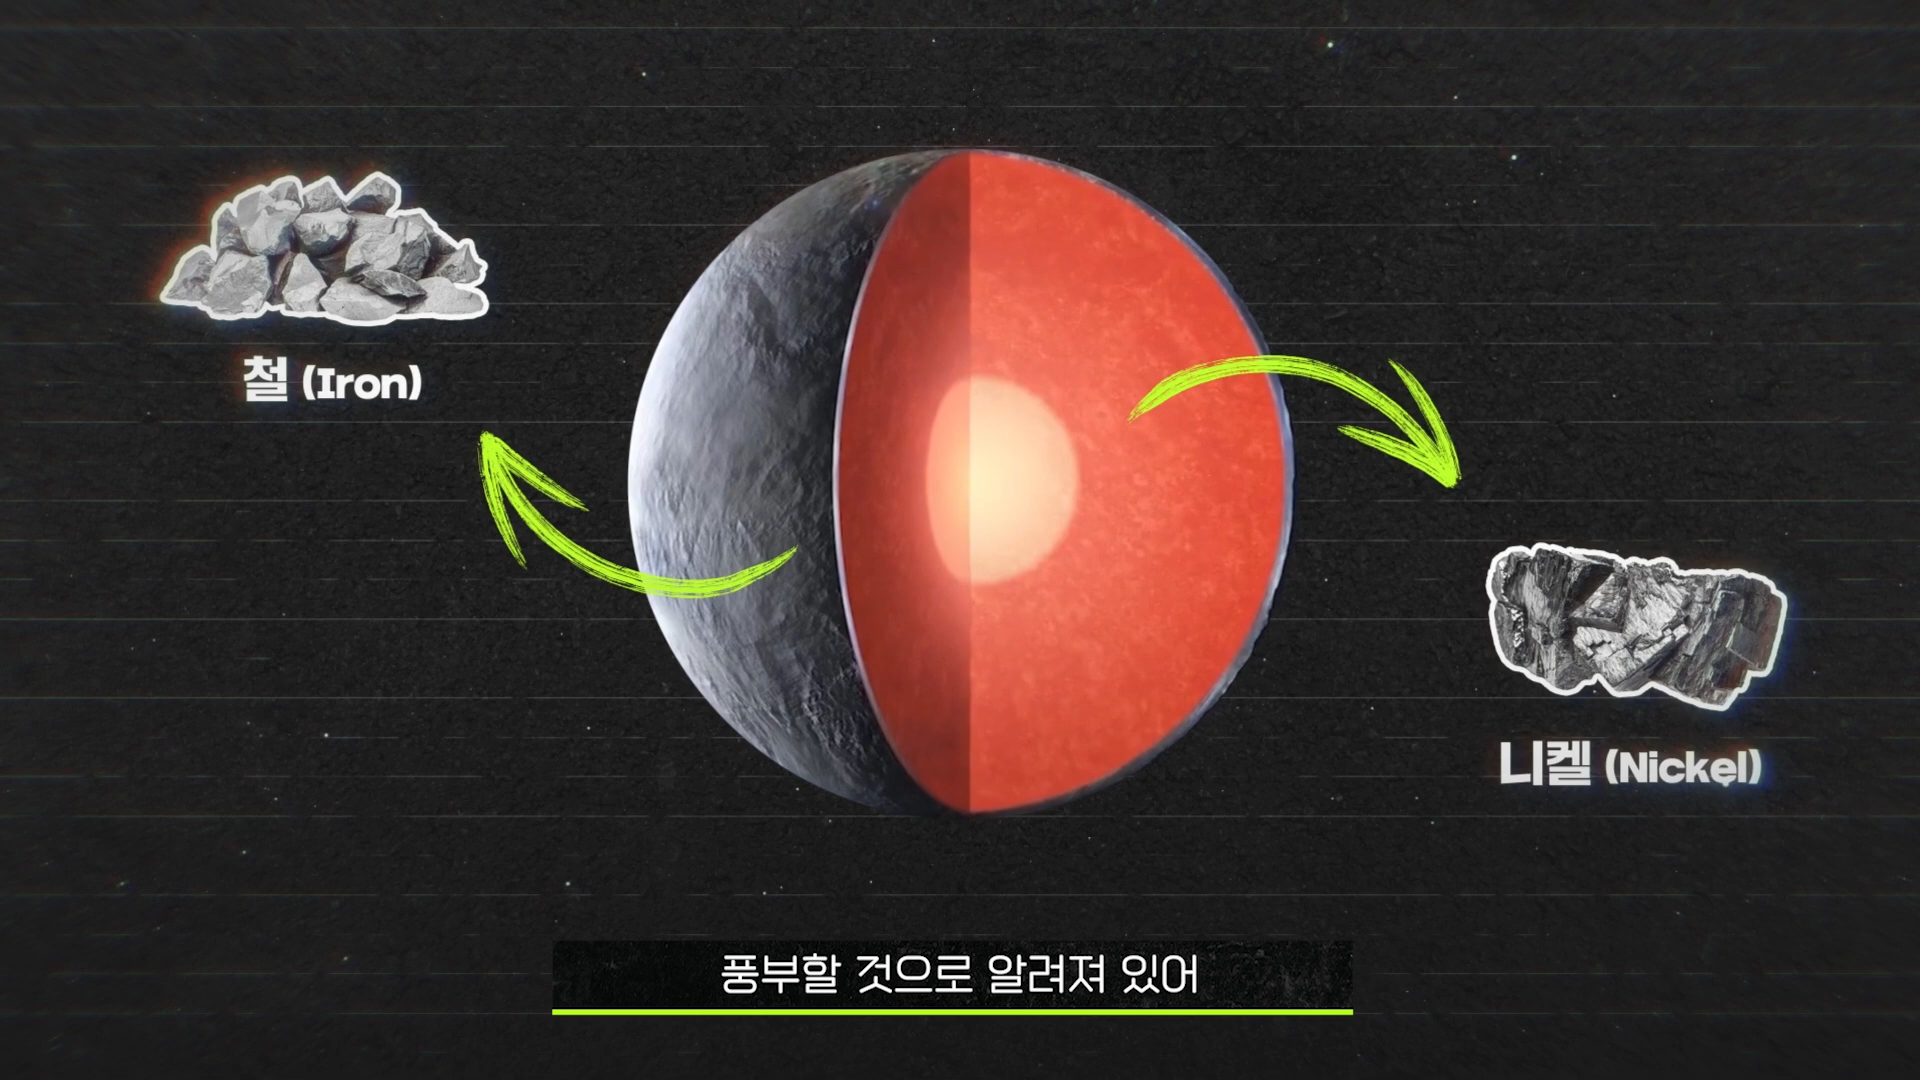 철 (Iron)
니켈 (Nickel)
풍부할 것으로 알려져 있어